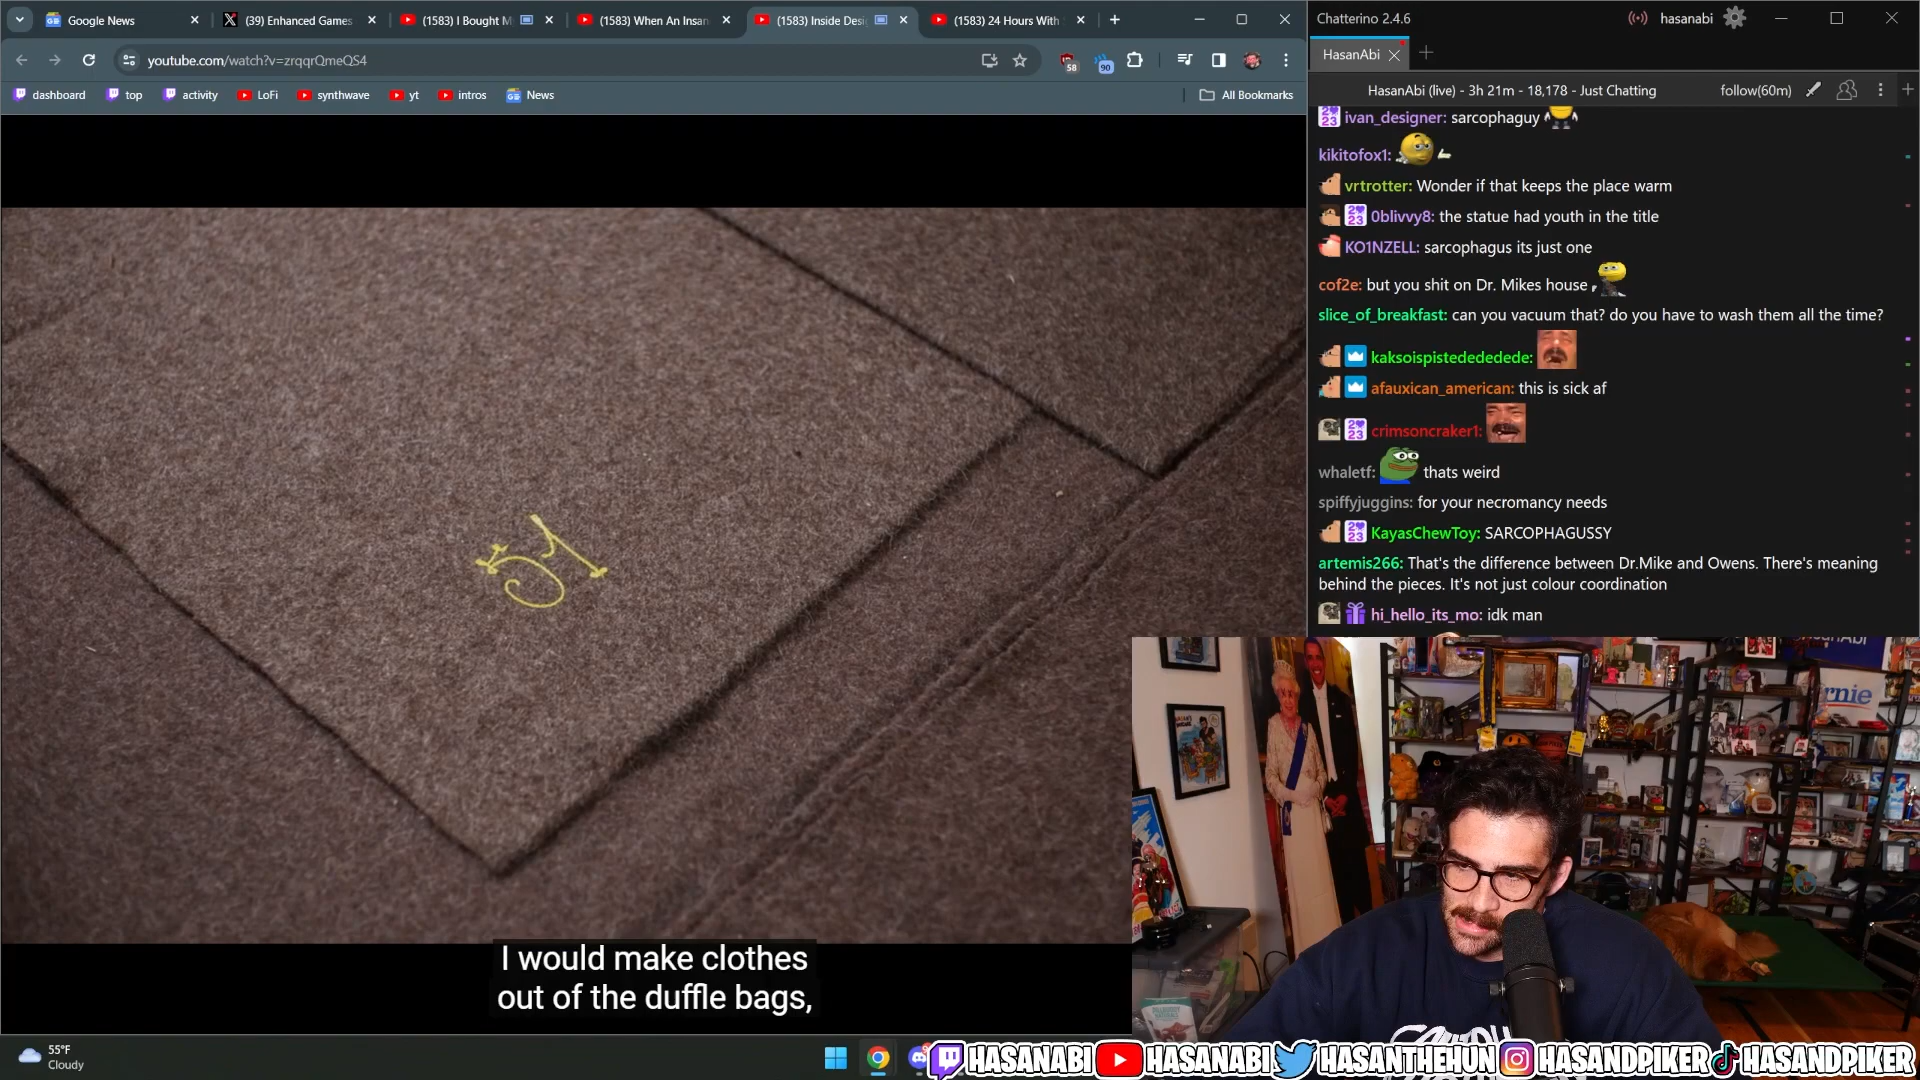 Google News
(39) Enhanced Games
(1583) I Bought M
(1583) When An Insan
(1583) Inside Desi
(1583) 24 Hours With
youtube.com/watch?v=zrqqrQmeQS4
58
90
dashboard
top
activity
LoFi
synthwave
yt
intros
News
All Bookmarks
I would make clothes
out of the duffle bags,
Chatterino 2.4.6
hasanabi
HasanAbi
HasanAbi (live) - 3h 21m - 18,178 - Just Chatting
follow(60m)
ivan_designer: sarcophaguy
kikitofox1:
vrtrotter: Wonder if that keeps the place warm
0blivvy8: the statue had youth in the title
KO1NZELL: sarcophagus its just one
cof2e: but you shit on Dr. Mikes house
slice_of_breakfast: can you vacuum that? do you have to wash them all the time?
kaksoispistedededede:
afauxican_american: this is sick af
crimsoncraker1:
whaletf: thats weird
spiffyjuggins: for your necromancy needs
KayasChewToy: SARCOPHAGUSSY
artemis266: That's the difference between Dr.Mike and Owens. There's meaning
behind the pieces. It's not just colour coordination
hi_hello_its_mo: idk man
55°F
Cloudy
HASANABI
HASANABI
HASANTHEHUN
HASANDPIKER
HASANDPIKER